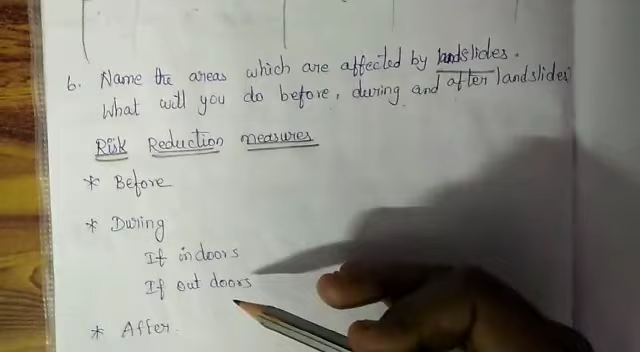 6. Name the areas which are affected by landslides.
What will you do before, during and after landslides
Risk Reduction measures
* Before
* During
If indoors
If out doors
* After.